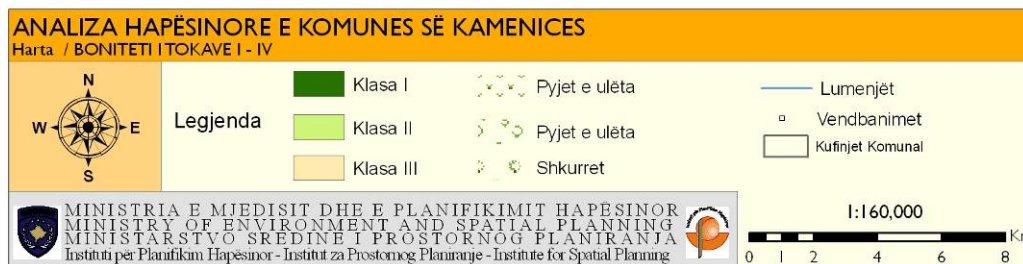 ANALIZA HAPËSINORE E KOMUNES SË KAMENICES
Harta / BONITETI I TOKAVE I - IV
N
W E
S
Legjenda
Klasa I
Klasa II
Klasa III
Pyjet e ulëta
Pyjet e ulëta
Shkurret
Lumenjët
Vendbanimet
Kufinjet Komunal
MINISTRIA E MJEDISIT DHE E PLANIFIKIMIT HAPËSINOR
MINISTRY OF ENVIRONMENT AND SPATIAL PLANNING
MINISTARSTVO SREDINE I PROSTORNOG PLANIRANJA
Instituti për Planifikim Hapësinor - Institut za Prostornog Planiranje - Institute for Spatial Planning
1:160,000
Km
0 1 2 4 6 8